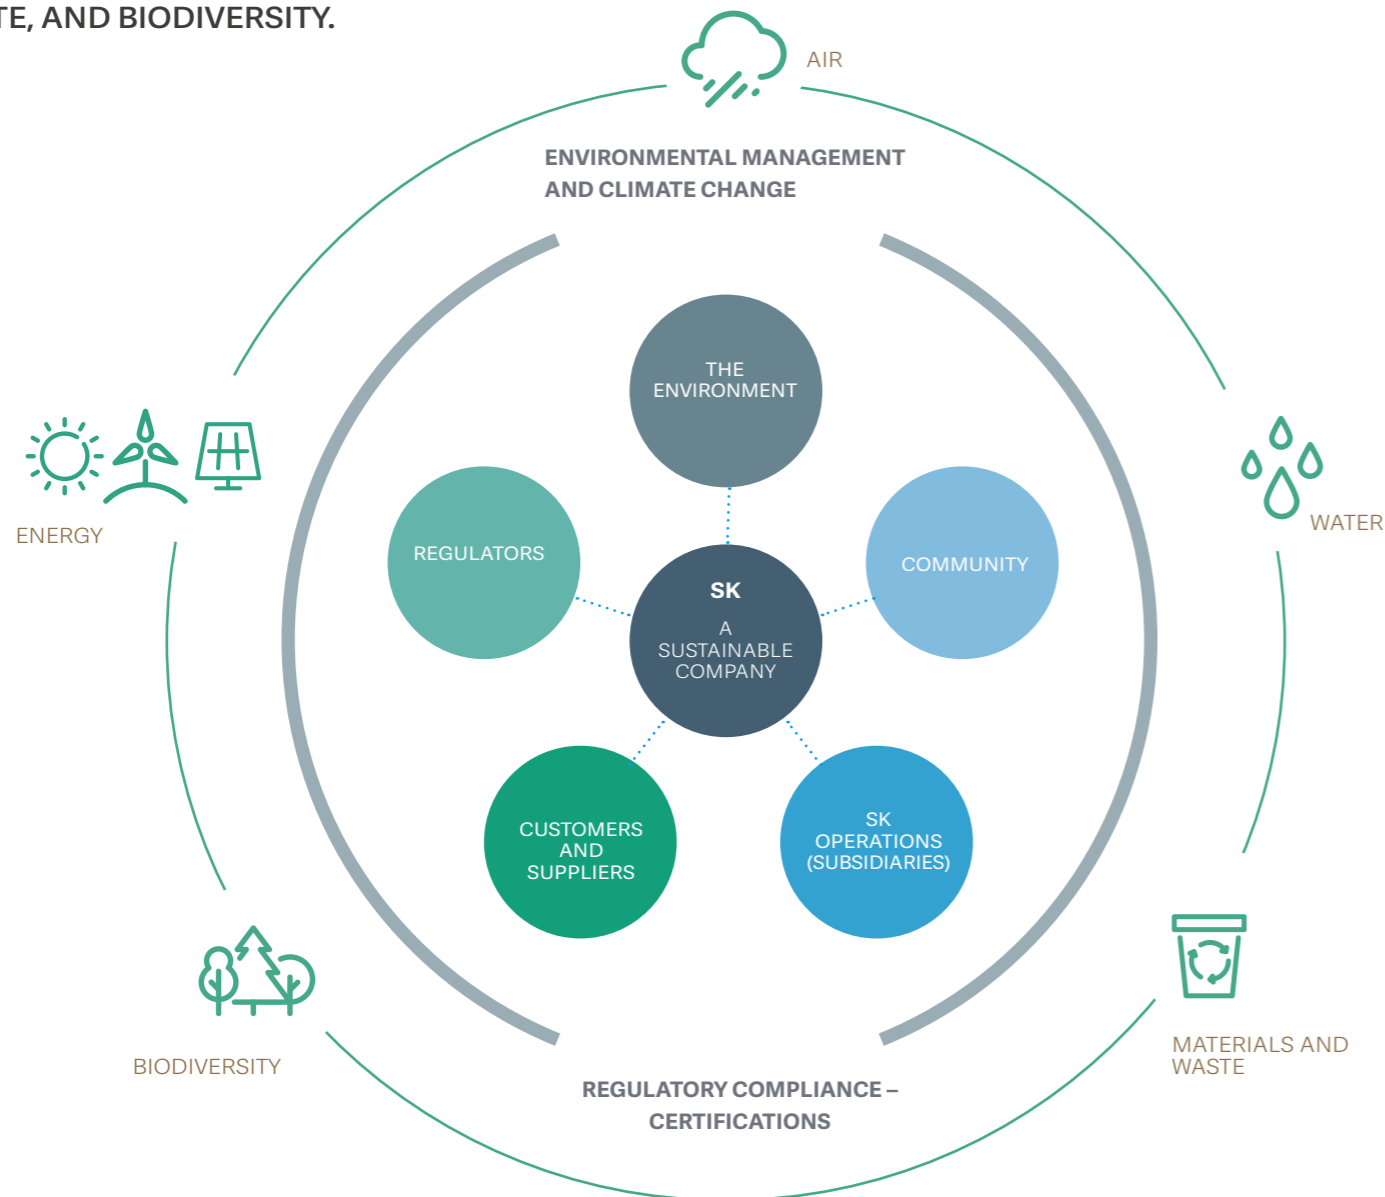 TE, AND BIODIVERSITY.
AIR
ENVIRONMENTAL MANAGEMENT
AND CLIMATE CHANGE
THE
ENVIRONMENT
ENERGY
WATER
REGULATORS
COMMUNITY
SK
A
SUSTAINABLE
COMPANY
CUSTOMERS
AND
SUPPLIERS
SK
OPERATIONS
(SUBSIDIARIES)
BIODIVERSITY
MATERIALS AND
WASTE
REGULATORY COMPLIANCE –
CERTIFICATIONS